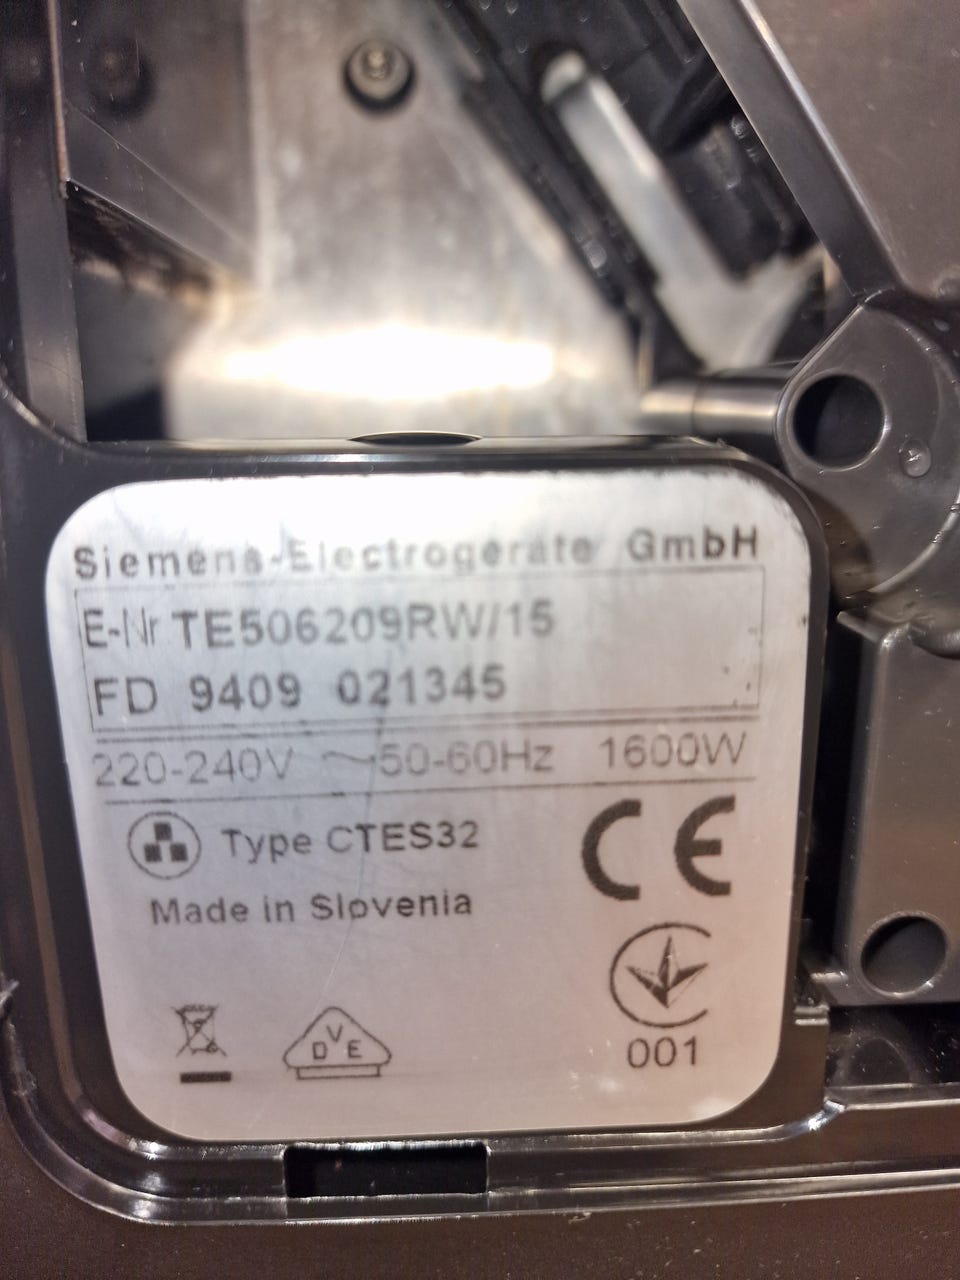 Siemens-Electrogeräte GmbH
E-Nr TE506209RW/15
FD 9409 021345
220-240V ~50-60Hz 1600W
Type CTES32
CE
Made in Slovenia
DVE
001